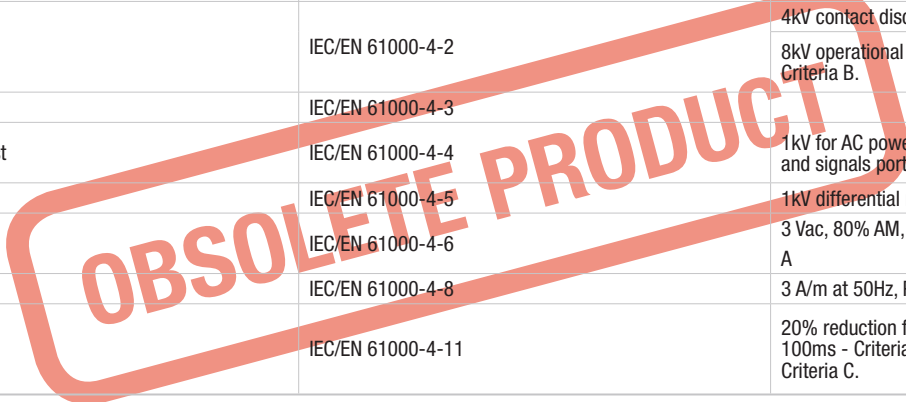 4kV contact disc
IEC/EN 61000-4-2
8kV operational
Criteria B.
IEC/EN 61000-4-3
st
IEC/EN 61000-4-4
1kV for AC powe
and signals port
IEC/EN 61000-4-5
1kV differential
IEC/EN 61000-4-6
3 Vac, 80% AM,
A
IEC/EN 61000-4-8
3 A/m at 50Hz,
IEC/EN 61000-4-11
20% reduction f
100ms - Criteria
Criteria C.
OBSOLETE PRODUCT